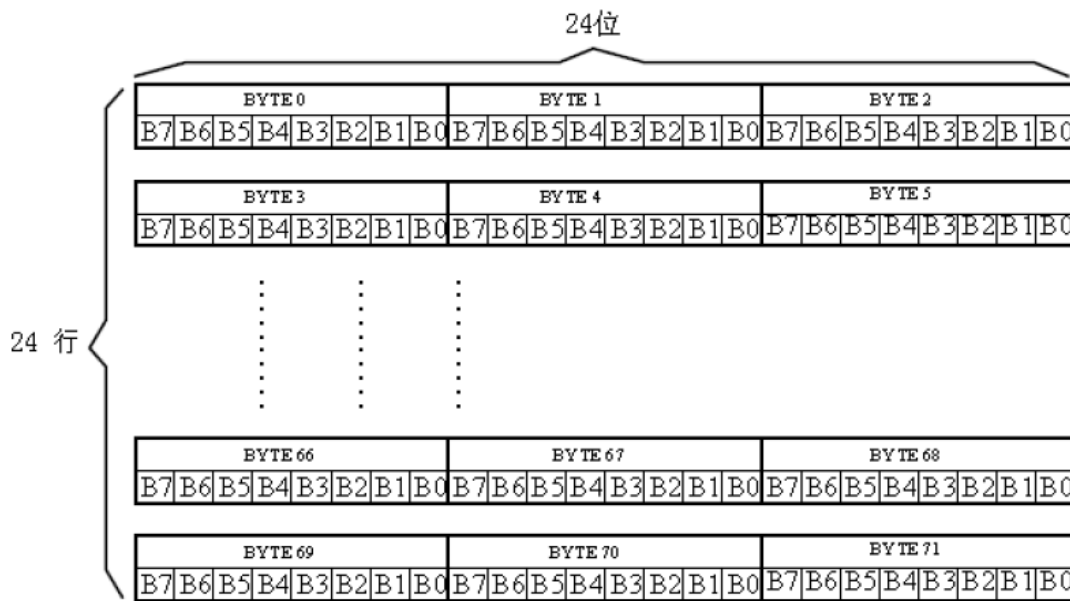 24位
BYTE 0 BYTE 1 BYTE 2
B7 B6 B5 B4 B3 B2 B1 B0 B7 B6 B5 B4 B3 B2 B1 B0 B7 B6 B5 B4 B3 B2 B1 B0
BYTE 3 BYTE 4 BYTE 5
B7 B6 B5 B4 B3 B2 B1 B0 B7 B6 B5 B4 B3 B2 B1 B0 B7 B6 B5 B4 B3 B2 B1 B0
24 行
BYTE 66 BYTE 67 BYTE 68
B7 B6 B5 B4 B3 B2 B1 B0 B7 B6 B5 B4 B3 B2 B1 B0 B7 B6 B5 B4 B3 B2 B1 B0
BYTE 69 BYTE 70 BYTE 71
B7 B6 B5 B4 B3 B2 B1 B0 B7 B6 B5 B4 B3 B2 B1 B0 B7 B6 B5 B4 B3 B2 B1 B0